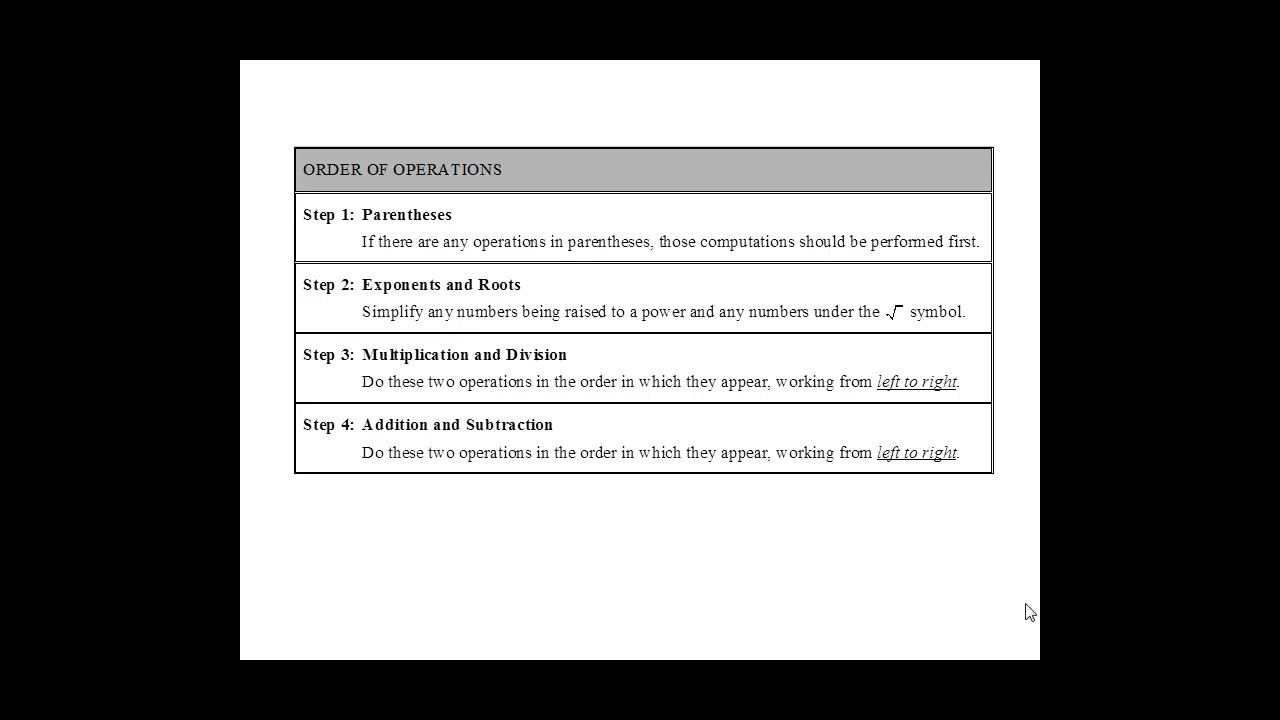 ORDER OF OPERATIONS
Step 1: Parentheses
If there are any operations in parentheses, those computations should be performed first.
Step 2: Exponents and Roots
Simplify any numbers being raised to a power and any numbers under the √ symbol.
Step 3: Multiplication and Division
Do these two operations in the order in which they appear, working from left to right.
Step 4: Addition and Subtraction
Do these two operations in the order in which they appear, working from left to right.